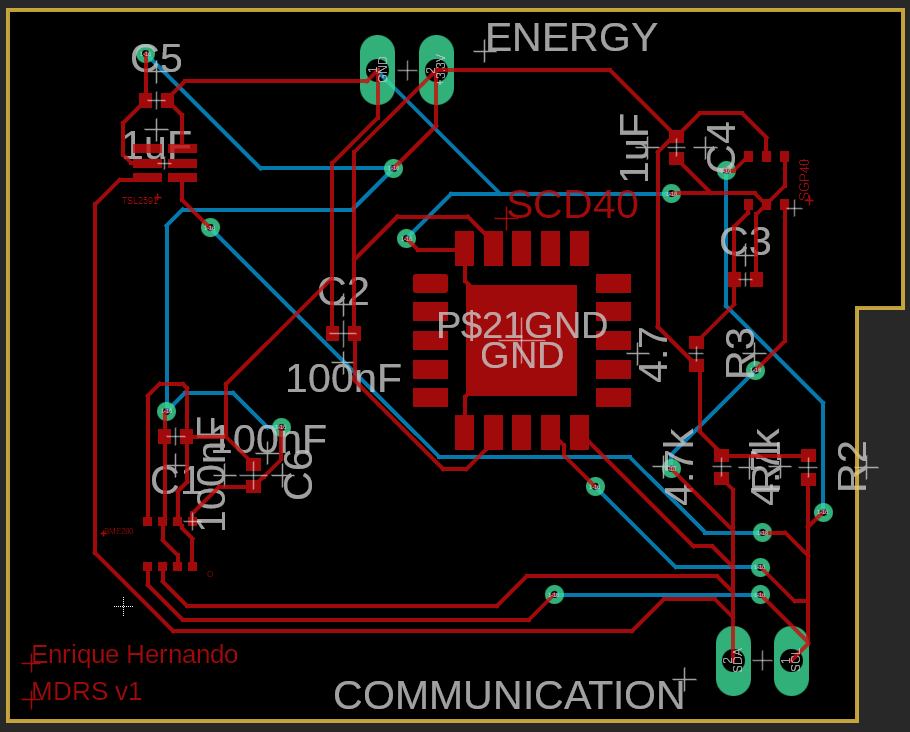 C5
ENERGY
1
GND
2
+3.3V
1uF
1uF
C4
SGP40
TSL2591
SCD40
C3
C2
P$21GND
GND
4.7
R3
100nF
100nF
100nF
C1
C6
4.7k
4.7k
R2
BME280
Enrique Hernando
MDRS v1
COMMUNICATION
2
SDA
1
SCL